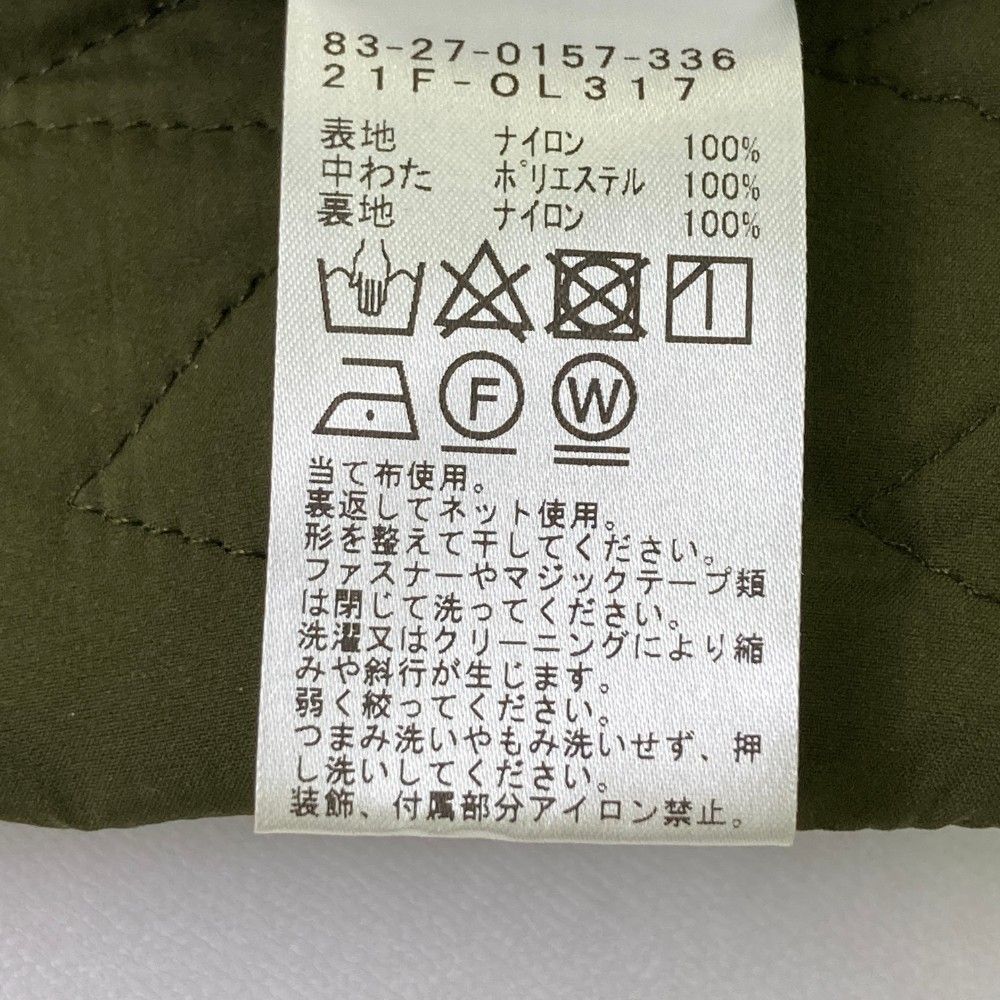 83-27-0157-336
21F-OL317
表地 ナイロン 100%
中わた ポリエステル 100%
裏地 ナイロン 100%
F W
当て布使用。
裏返してネット使用。
形を整えて干してください。
ファスナーやマジックテープ類
は閉じて洗ってください。
洗濯又はクリーニングにより縮
みや斜行が生じます。
弱く絞ってください。
つまみ洗いやもみ洗いせず、押
し洗いしてください。
装飾、付属部分アイロン禁止。